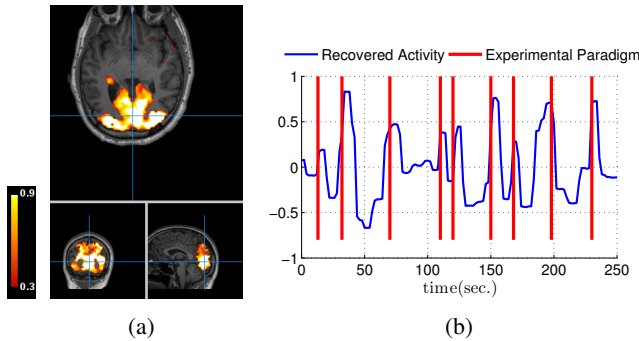 0.9
0.3
(a)
Recovered Activity
Experimental Paradigm
1
0.5
0
−0.5
−1
0 50 100 150 200 250
time(sec.)
(b)